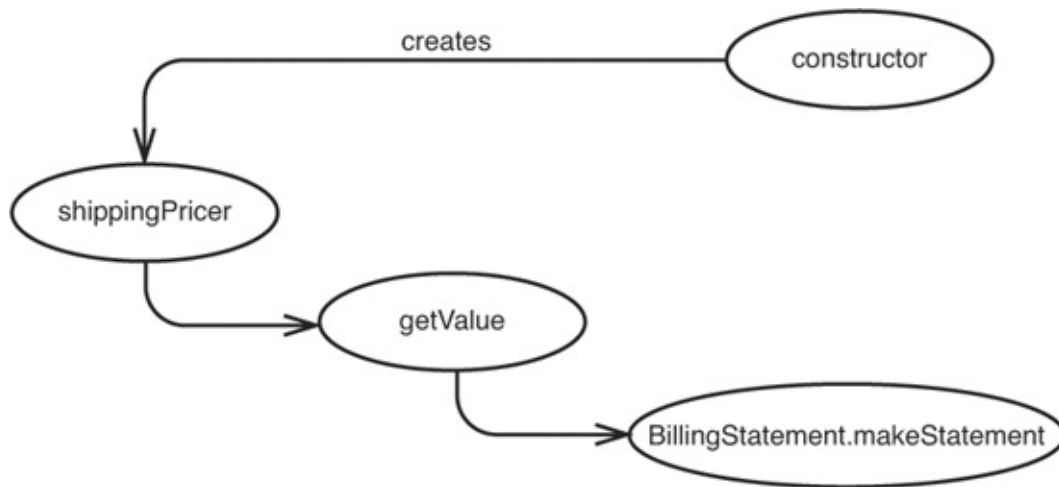 creates
constructor
shippingPricer
getValue
BillingStatement.makeStatement